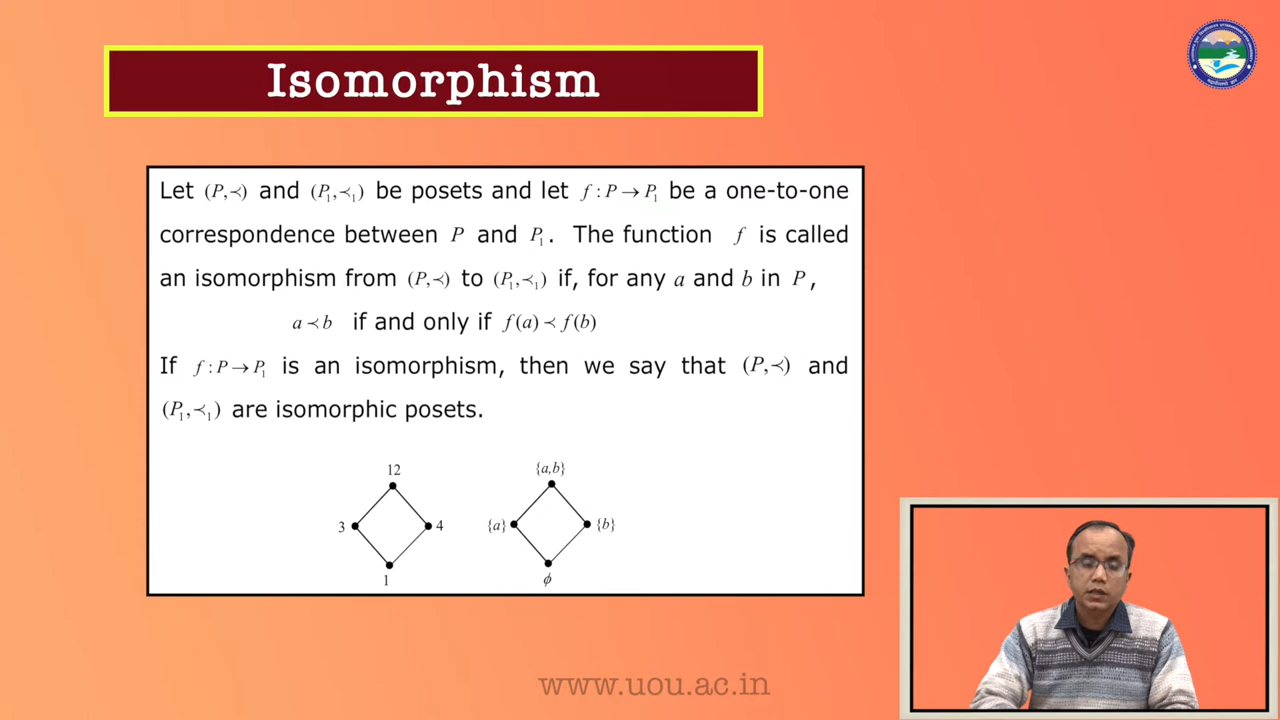 Isomorphism
Let (P,≺) and (P₁,≺₁) be posets and let f : P → P₁ be a one-to-one
correspondence between P and P₁. The function f is called
an isomorphism from (P,≺) to (P₁,≺₁) if, for any a and b in P,
a ≺ b if and only if f(a) ≺ f(b)
If f : P → P₁ is an isomorphism, then we say that (P,≺) and
(P₁,≺₁) are isomorphic posets.
12
3
4
1
{a,b}
{a}
{b}
ϕ
www.uou.ac.in